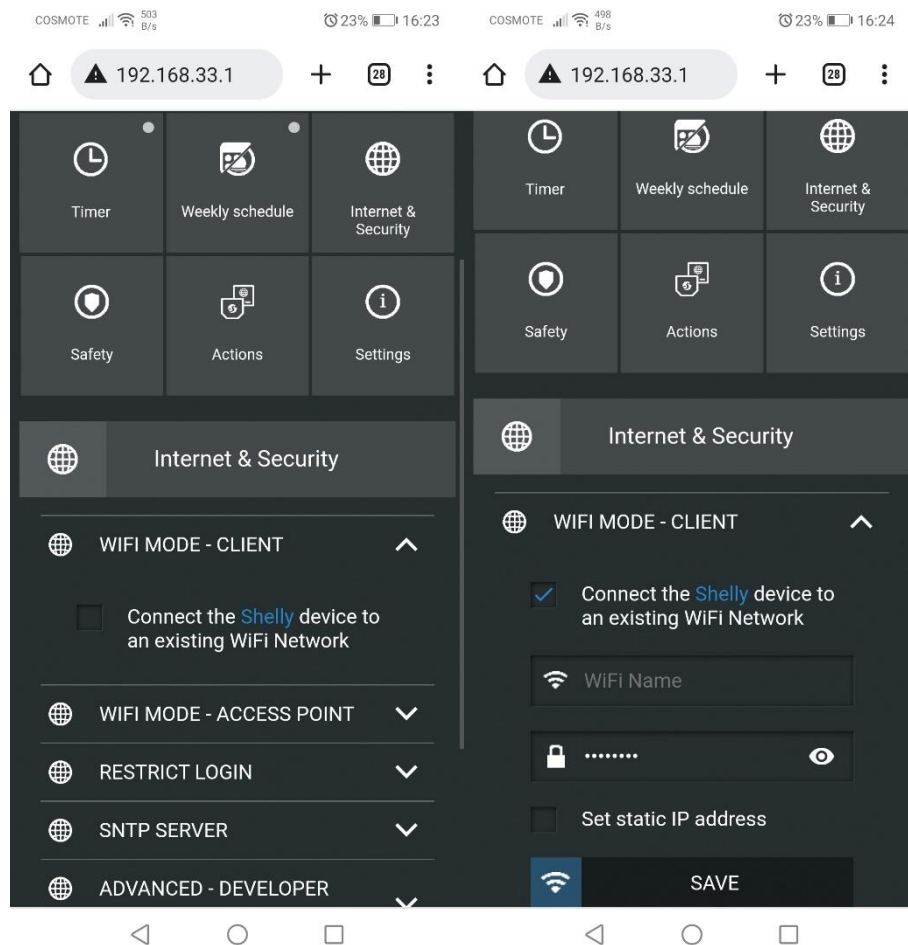 COSMOTE 503 B/s 23% 16:23
192.168.33.1 28
Timer
Weekly schedule
Internet &
Security
Safety
Actions
Settings
Internet & Security
WIFI MODE - CLIENT
Connect the Shelly device to
an existing WiFi Network
WIFI MODE - ACCESS POINT
RESTRICT LOGIN
SNTP SERVER
ADVANCED - DEVELOPER
COSMOTE 498 B/s 23% 16:24
192.168.33.1 28
Timer
Weekly schedule
Internet &
Security
Safety
Actions
Settings
Internet & Security
WIFI MODE - CLIENT
Connect the Shelly device to
an existing WiFi Network
WiFi Name
••••••••
Set static IP address
SAVE